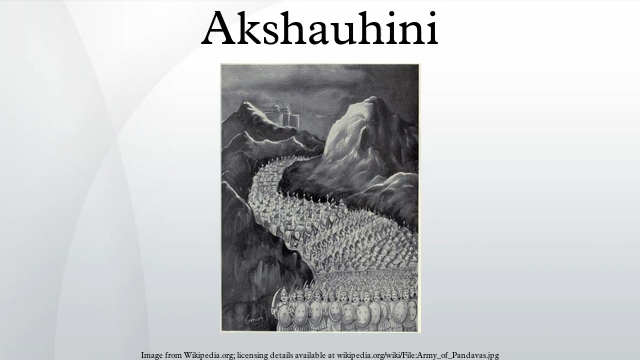 Akshauhini
Image from Wikipedia.org; licensing details available at wikipedia.org/wiki/File:Army_of_Pandavas.jpg